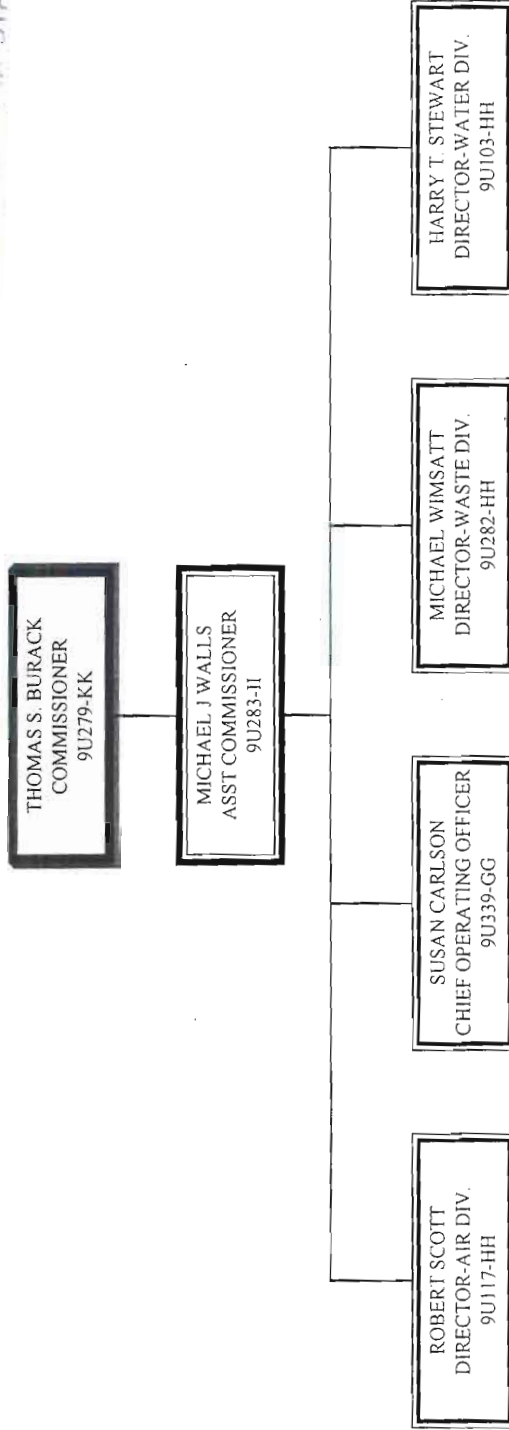 THOMAS S. BURACK
COMMISSIONER
9U279-KK
MICHAEL J WALLS
ASST COMMISSIONER
9U283-II
ROBERT SCOTT
DIRECTOR-AIR DIV.
9U117-HH
SUSAN CARLSON
CHIEF OPERATING OFFICER
9U339-GG
MICHAEL WIMSATT
DIRECTOR-WASTE DIV.
9U282-HH
HARRY T. STEWART
DIRECTOR-WATER DIV.
9U103-HH